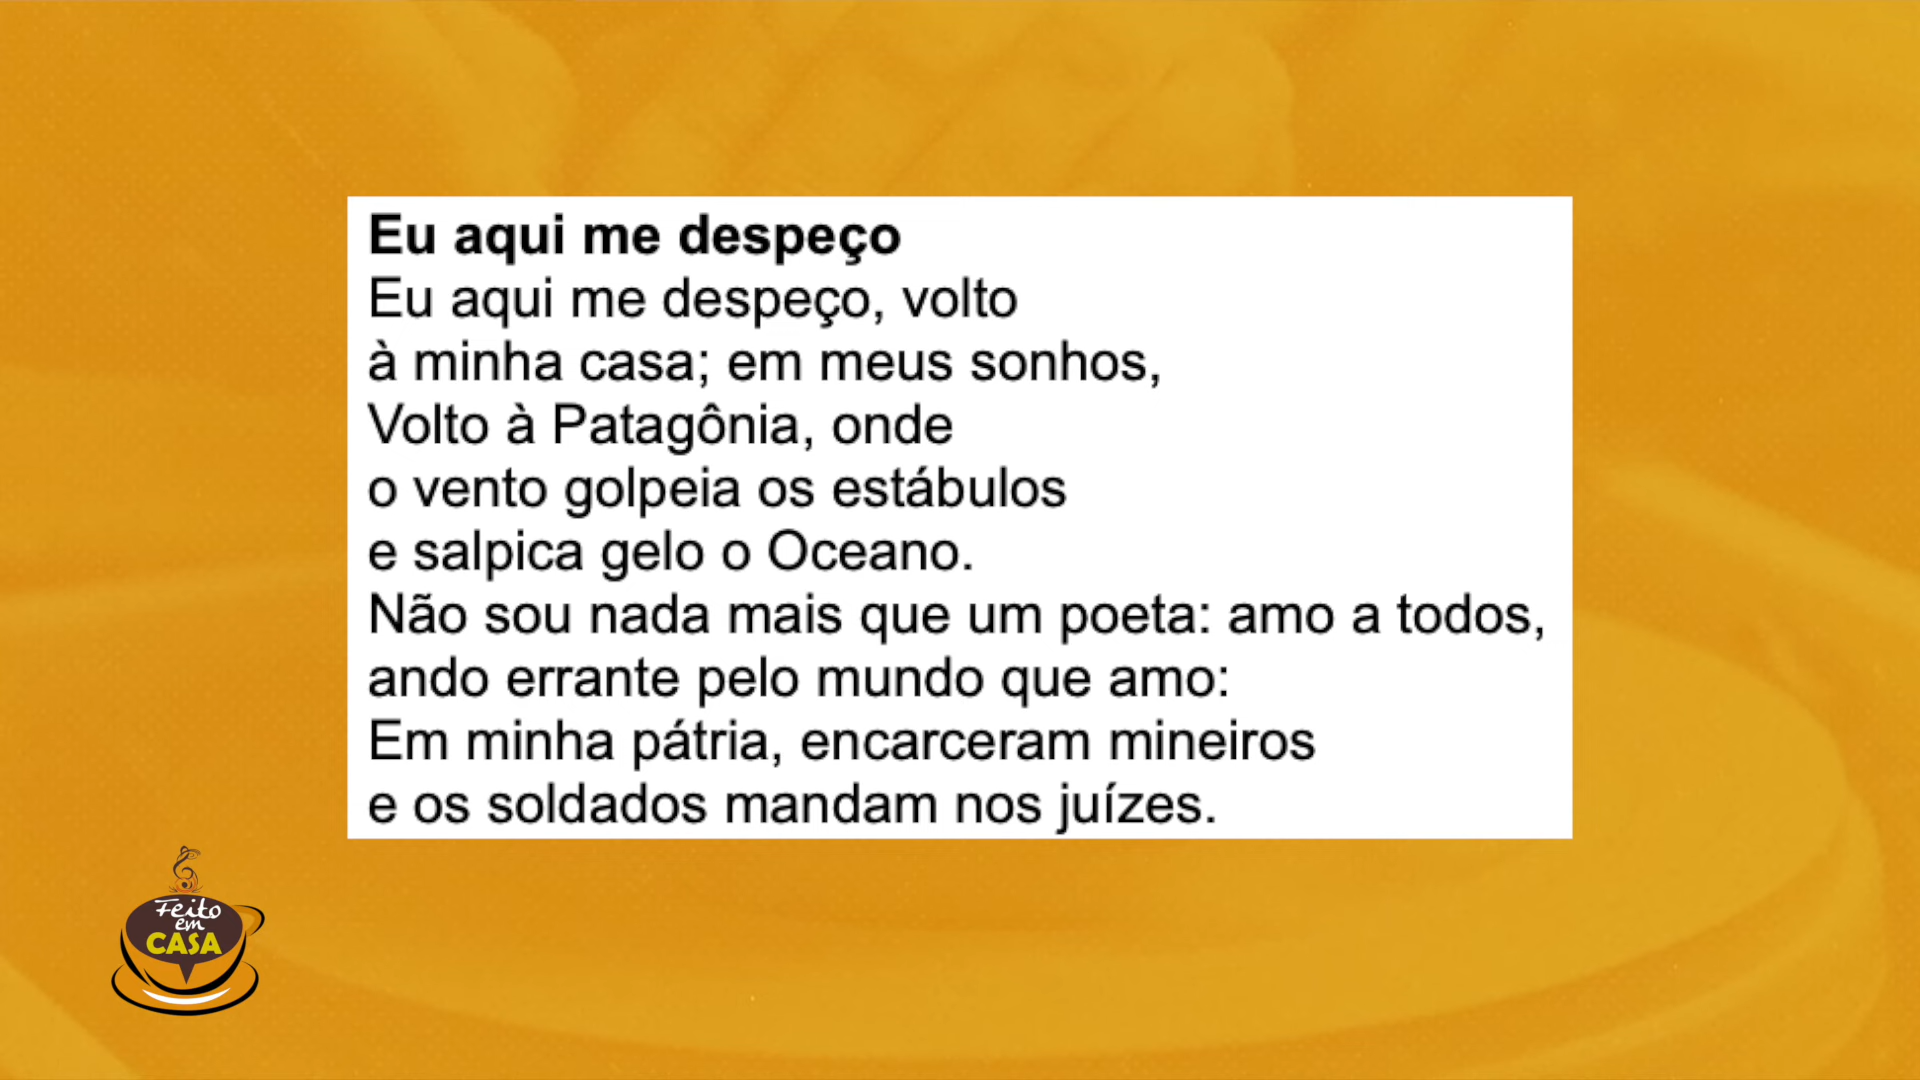 Eu aqui me despeço
Eu aqui me despeço, volto
à minha casa; em meus sonhos,
Volto à Patagônia, onde
o vento golpeia os estábulos
e salpica gelo o Oceano.
Não sou nada mais que um poeta: amo a todos,
ando errante pelo mundo que amo:
Em minha pátria, encarceram mineiros
e os soldados mandam nos juízes.
Feito
em
CASA